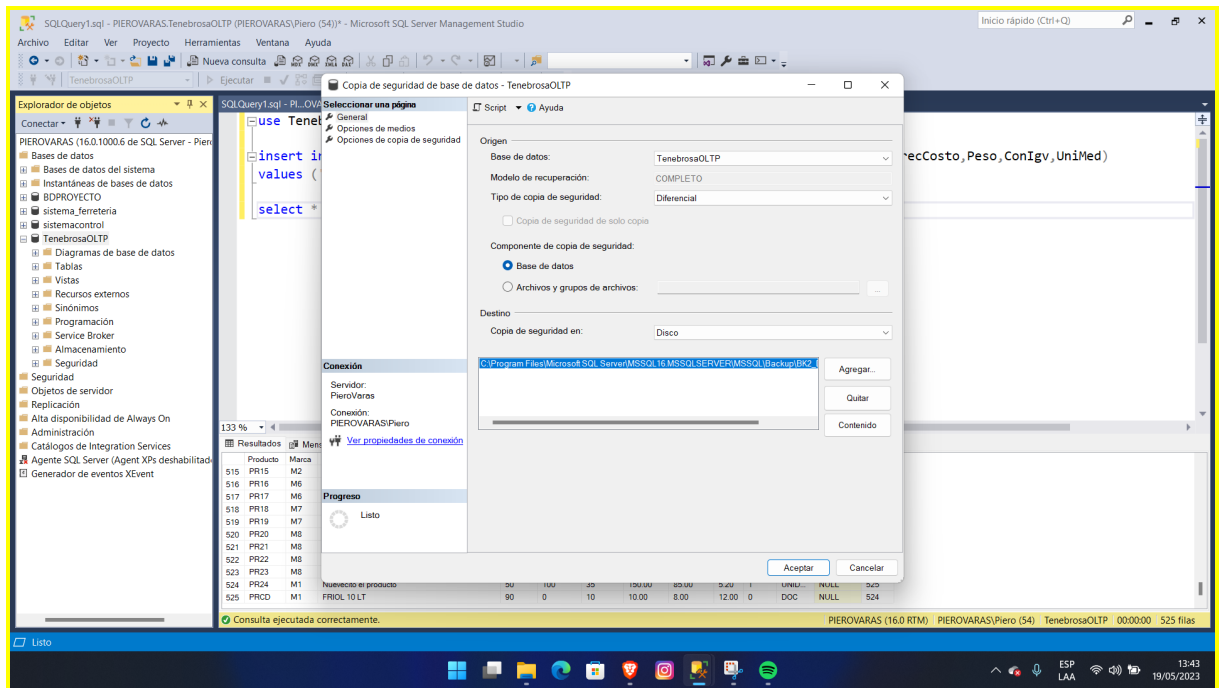 SQLQuery1.sql - PIEROVARAS.TenebrosaOLTP (PIEROVARAS\Piero (54))* - Microsoft SQL Server Management Studio
Inicio rápido (Ctrl+Q)
Archivo Editar Ver Proyecto Herramientas Ventana Ayuda
Nueva consulta
TenebrosaOLTP Ejecutar
Explorador de objetos
Conectar
PIEROVARAS (16.0.1000.6 de SQL Server - Piero
Bases de datos
Bases de datos del sistema
Instantáneas de bases de datos
BDPROYECTO
sistema_ferreteria
sistemacontrol
TenebrosaOLTP
Diagramas de base de datos
Tablas
Vistas
Recursos externos
Sinónimos
Programación
Service Broker
Almacenamiento
Seguridad
Seguridad
Objetos de servidor
Replicación
Alta disponibilidad de Always On
Administración
Catálogos de Integration Services
Agente SQL Server (Agent XPs deshabilitado
Generador de eventos XEvent
SQLQuery1.sql - PI...OVA
use Teneb
insert in
values (
select *
recCosto,Peso,ConIgv,UniMed)
Copia de seguridad de base de datos - TenebrosaOLTP
Seleccionar una página
General
Opciones de medios
Opciones de copia de seguridad
Script Ayuda
Origen
Base de datos: TenebrosaOLTP
Modelo de recuperación: COMPLETO
Tipo de copia de seguridad: Diferencial
Copia de seguridad de solo copia
Componente de copia de seguridad:
Base de datos
Archivos y grupos de archivos:
...
Destino
Copia de seguridad en: Disco
C:\Program Files\Microsoft SQL Server\MSSQL16.MSSQLSERVER\MSSQL\Backup\BK2_
Agregar...
Quitar
Contenido
Conexión
Servidor:
PieroVaras
Conexión:
PIEROVARAS\Piero
Ver propiedades de conexión
Progreso
Listo
Aceptar Cancelar
133 %
Resultados Mens
Producto Marca
515 PR15 M2
516 PR16 M6
517 PR17 M6
518 PR18 M7
519 PR19 M7
520 PR20 M8
521 PR21 M8
522 PR22 M8
523 PR23 M8
524 PR24 M1 Nuevecito el producto 50 100 35 150.00 85.00 5.20 1 UNID... NULL 525
525 PRCD M1 FRIOL 10 LT 90 0 10 10.00 8.00 12.00 0 DOC NULL 524
Consulta ejecutada correctamente.
PIEROVARAS (16.0 RTM) PIEROVARAS\Piero (54) TenebrosaOLTP 00:00:00 525 filas
Listo
ESP
LAA
13:43
19/05/2023